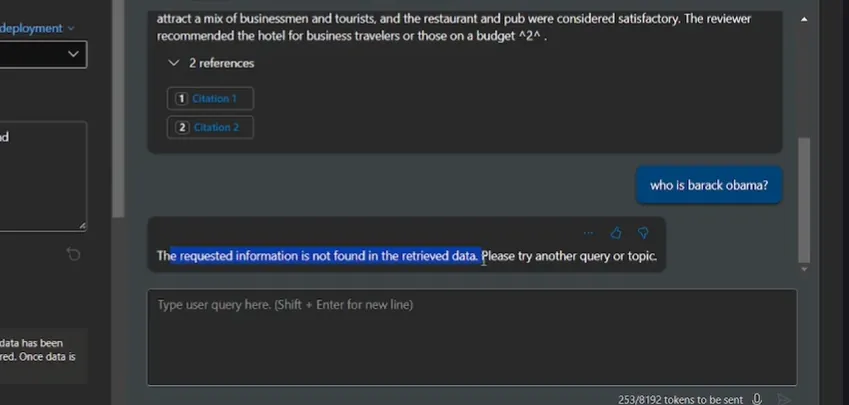 deployment
attract a mix of businessmen and tourists, and the restaurant and pub were considered satisfactory. The reviewer
recommended the hotel for business travelers or those on a budget ^2^ .
2 references
1 Citation 1
2 Citation 2
who is barack obama?
The requested information is not found in the retrieved data. Please try another query or topic.
Type user query here. (Shift + Enter for new line)
data has been
Once data is
253/8192 tokens to be sent